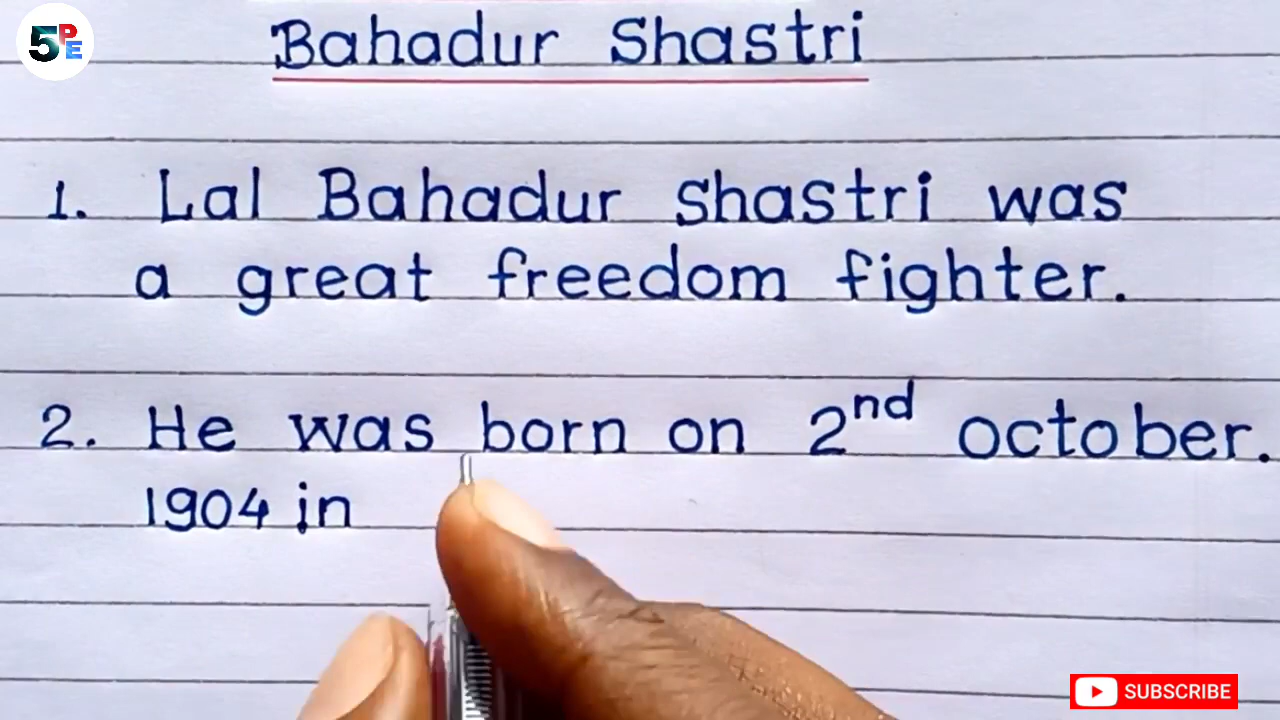 5PE
Bahadur Shastri
1. Lal Bahadur Shastri was
a great freedom fighter.
2. He was born on 2nd october.
1904 in
SUBSCRIBE